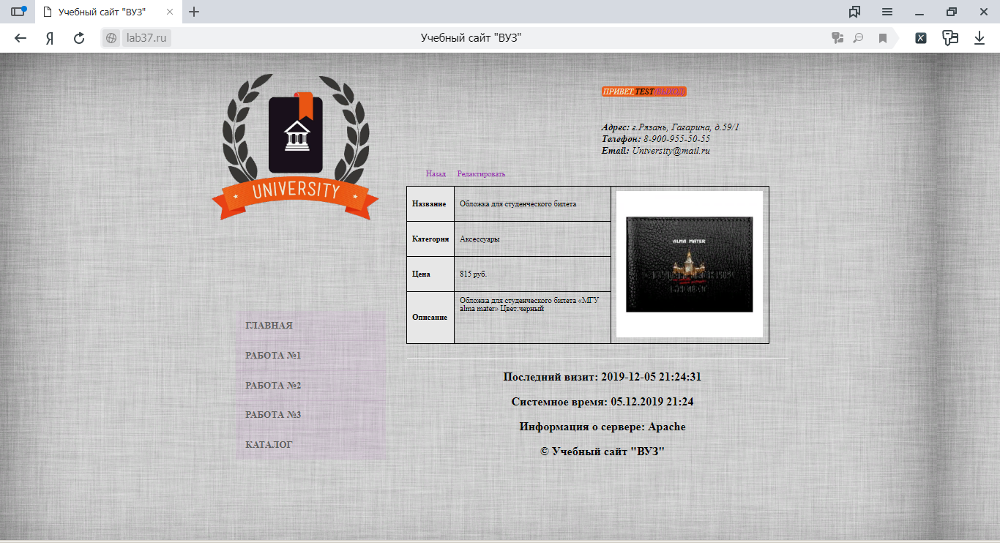 Учебный сайт "ВУЗ"
lab37.ru
Учебный сайт "ВУЗ"
UNIVERSITY
ПРИВЕТ,TEST(ВЫХОД)
Адрес: г.Рязань, Гагарина, д.59/1
Телефон: 8-900-955-50-55
Email: University@mail.ru
Назад Редактировать
Название Обложка для студенческого билета
Категория Аксессуары
Цена 815 руб.
Описание Обложка для студенческого билета «МГУ
alma mater» Цвет:черный
ALMA MATER
ГЛАВНАЯ
РАБОТА №1
РАБОТА №2
РАБОТА №3
КАТАЛОГ
Последний визит: 2019-12-05 21:24:31
Системное время: 05.12.2019 21:24
Информация о сервере: Apache
© Учебный сайт "ВУЗ"